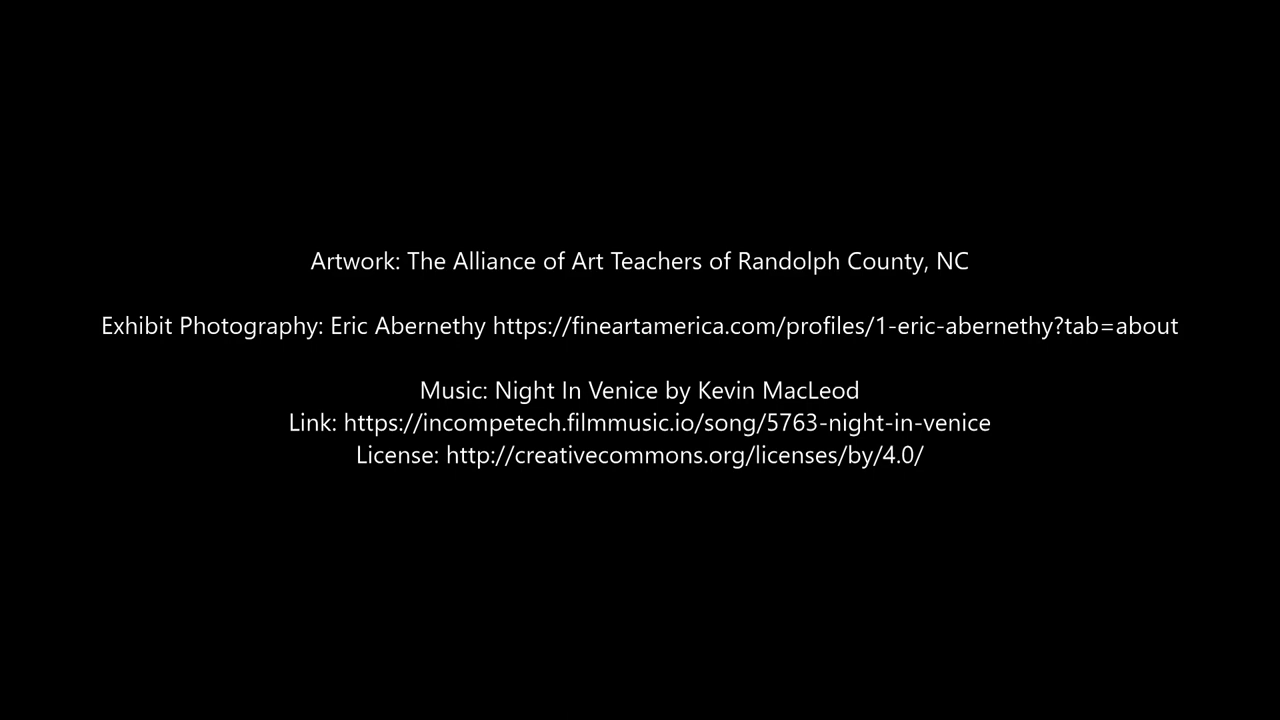 Artwork: The Alliance of Art Teachers of Randolph County, NC
Exhibit Photography: Eric Abernethy https://fineartamerica.com/profiles/1-eric-abernethy?tab=about
Music: Night In Venice by Kevin MacLeod
Link: https://incompetech.filmmusic.io/song/5763-night-in-venice
License: http://creativecommons.org/licenses/by/4.0/